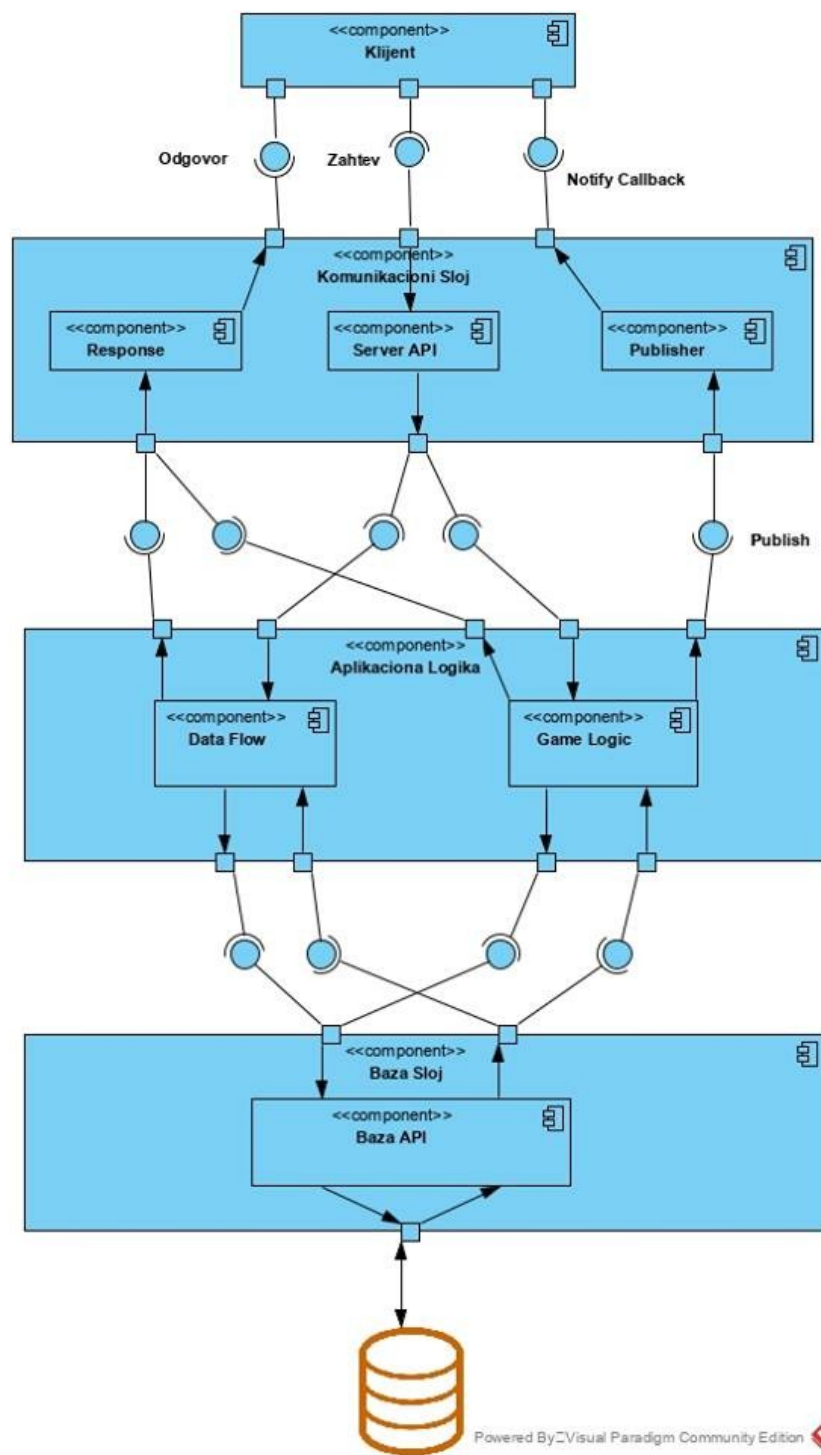 <<component>>
Klijent
Odgovor
Zahtev
Notify Callback
<<component>>
Komunikacioni Sloj
<<component>>
Response
<<component>>
Server API
<<component>>
Publisher
Publish
<<component>>
Aplikaciona Logika
<<component>>
Data Flow
<<component>>
Game Logic
<<component>>
Baza Sloj
<<component>>
Baza API
Powered By Visual Paradigm Community Edition